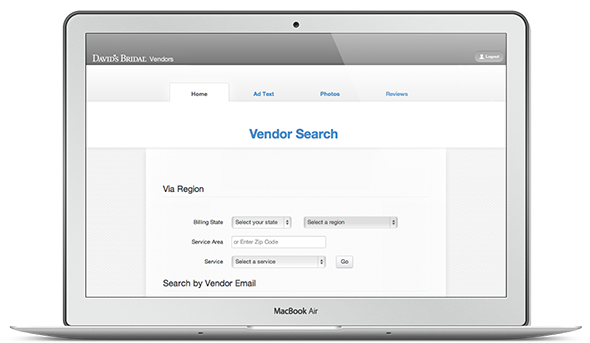 DAVID'S BRIDAL Vendors
Logout
Home Ad Text Photos Reviews
Vendor Search
Via Region
Billing State Select your state Select a region
Service Area or Enter Zip Code
Service Select a service Go
Search by Vendor Email
MacBook Air